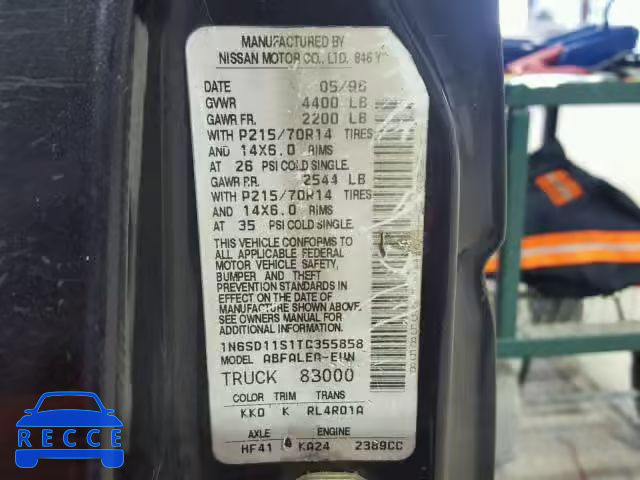 MANUFACTURED BY
NISSAN MOTOR CO., LTD. 846Y
DATE 05/96
GVWR 4400 LB
GAWR FR. 2200 LB
WITH P215/70R14 TIRES
AND 14X6.0 RIMS
AT 26 PSI COLD SINGLE.
GAWR RR. 2544 LB
WITH P215/70R14 TIRES
AND 14X6.0 RIMS
AT 35 PSI COLD SINGLE.
THIS VEHICLE CONFORMS TO
ALL APPLICABLE FEDERAL
MOTOR VEHICLE SAFETY,
BUMPER AND THEFT
PREVENTION STANDARDS IN
EFFECT ON THE DATE OF
MANUFACTURE SHOWN ABOVE.
SEE OWNERS MANUAL FOR
1N6SD11S1TC355858
MODEL ABFALEA-EUN
TRUCK 83000
COLOR TRIM TRANS
KK0 K RL4R01A
AXLE ENGINE
HF41 KA24 2389CC
RECCE